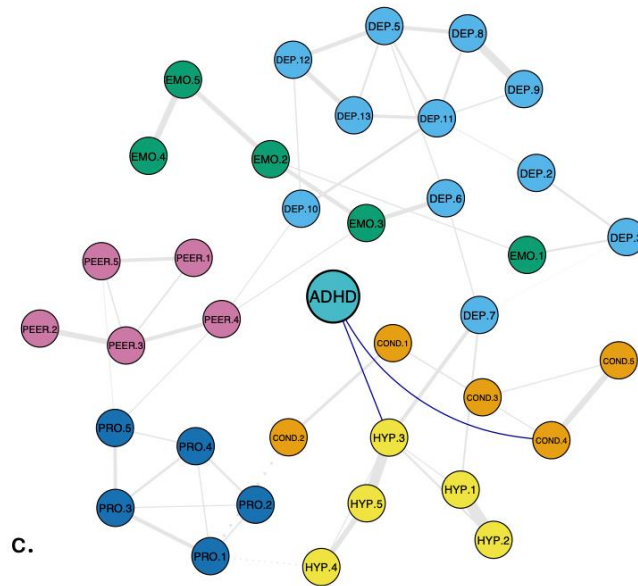 DEP.5
DEP.8
DEP.12
EMO.5
DEP.9
DEP.13
DEP.11
EMO.4
EMO.2
DEP.2
DEP.6
DEP.10
EMO.3
PEER.1
PEER.5
EMO.1
ADHD
PEER.4
DEP.7
PEER.2
PEER.3
COND.1
COND.5
COND.3
PRO.5
COND.2
HYP.3
COND.4
PRO.4
HYP.1
PRO.2
HYP.5
PRO.3
HYP.2
C.
PRO.1
HYP.4